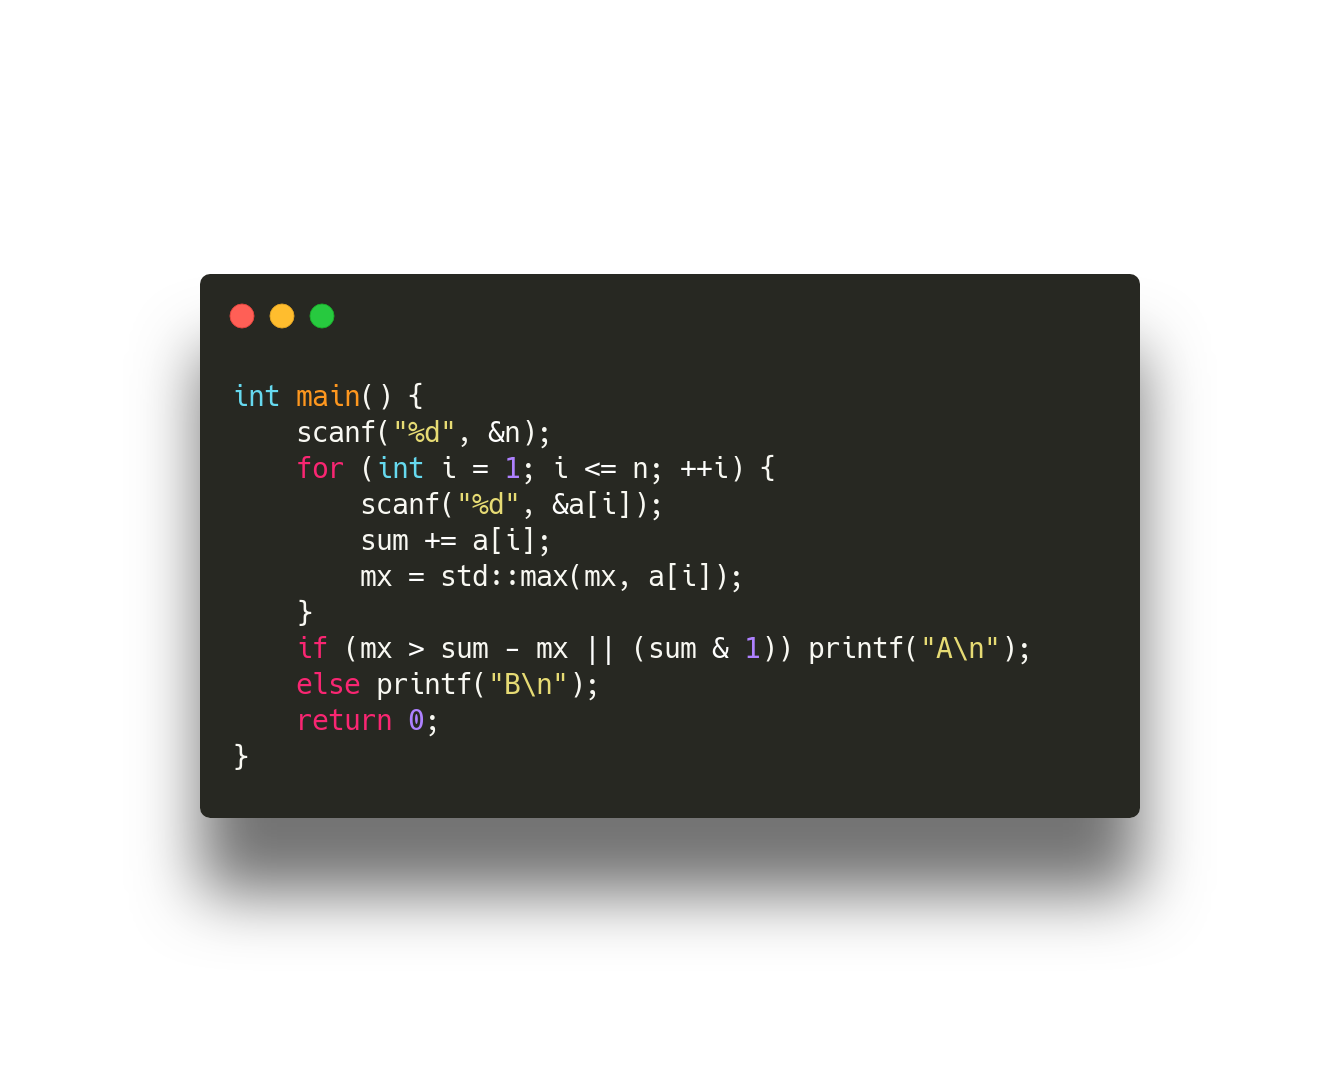 int main() {
    scanf("%d", &n);
    for (int i = 1; i <= n; ++i) {
        scanf("%d", &a[i]);
        sum += a[i];
        mx = std::max(mx, a[i]);
    }
    if (mx > sum - mx || (sum & 1)) printf("A\n");
    else printf("B\n");
    return 0;
}